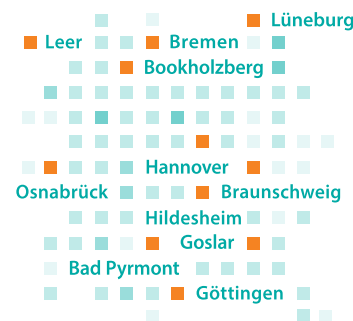 Lüneburg
Leer Bremen
Bookholzberg
Hannover
Osnabrück Braunschweig
Hildesheim
Goslar
Bad Pyrmont
Göttingen